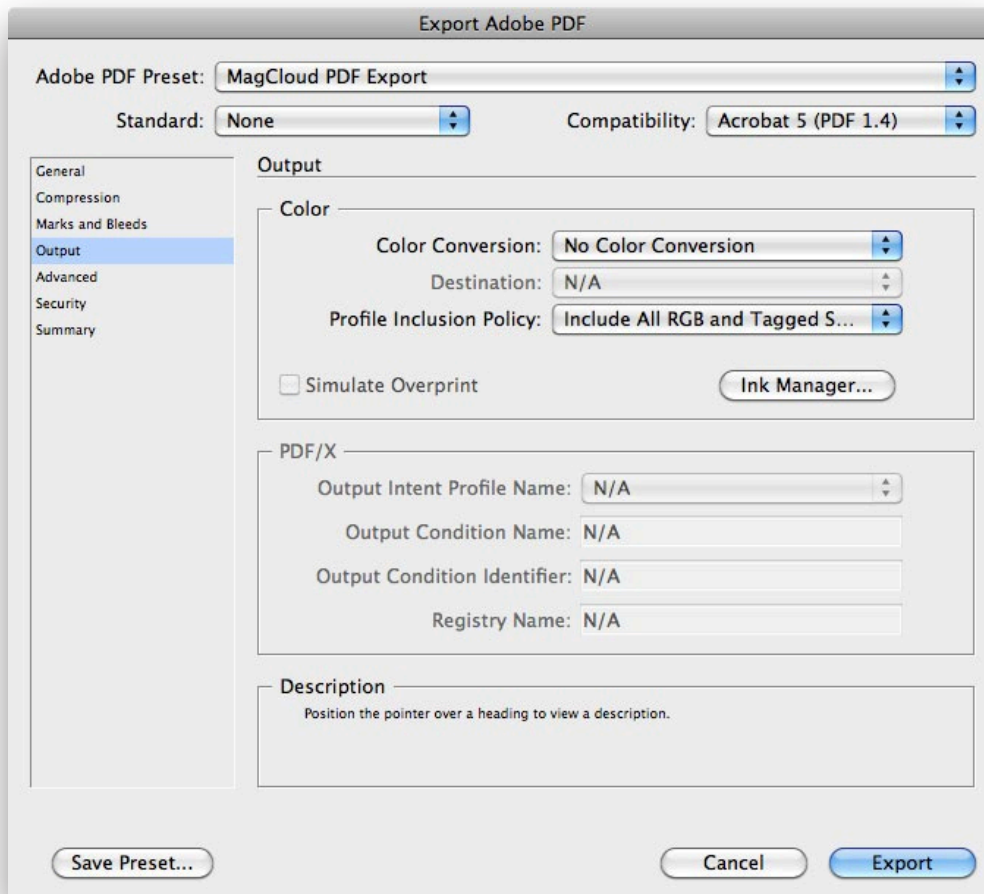 Export Adobe PDF
Adobe PDF Preset: MagCloud PDF Export
Standard: None Compatibility: Acrobat 5 (PDF 1.4)
General
Compression
Marks and Bleeds
Output
Advanced
Security
Summary
Output
Color
Color Conversion: No Color Conversion
Destination: N/A
Profile Inclusion Policy: Include All RGB and Tagged S...
Simulate Overprint Ink Manager...
PDF/X
Output Intent Profile Name: N/A
Output Condition Name: N/A
Output Condition Identifier: N/A
Registry Name: N/A
Description
Position the pointer over a heading to view a description.
Save Preset... Cancel Export